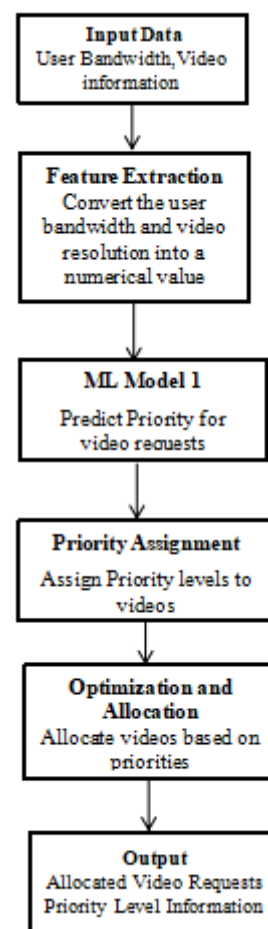 Input Data
User Bandwidth,Video
information
Feature Extraction
Convert the user
bandwidth and video
resolution into a
numerical value
ML Model 1
Predict Priority for
video requests
Priority Assignment
Assign Priority levels to
videos
Optimization and
Allocation
Allocate videos based on
priorities
Output
Allocated Video Requests
Priority Level Information